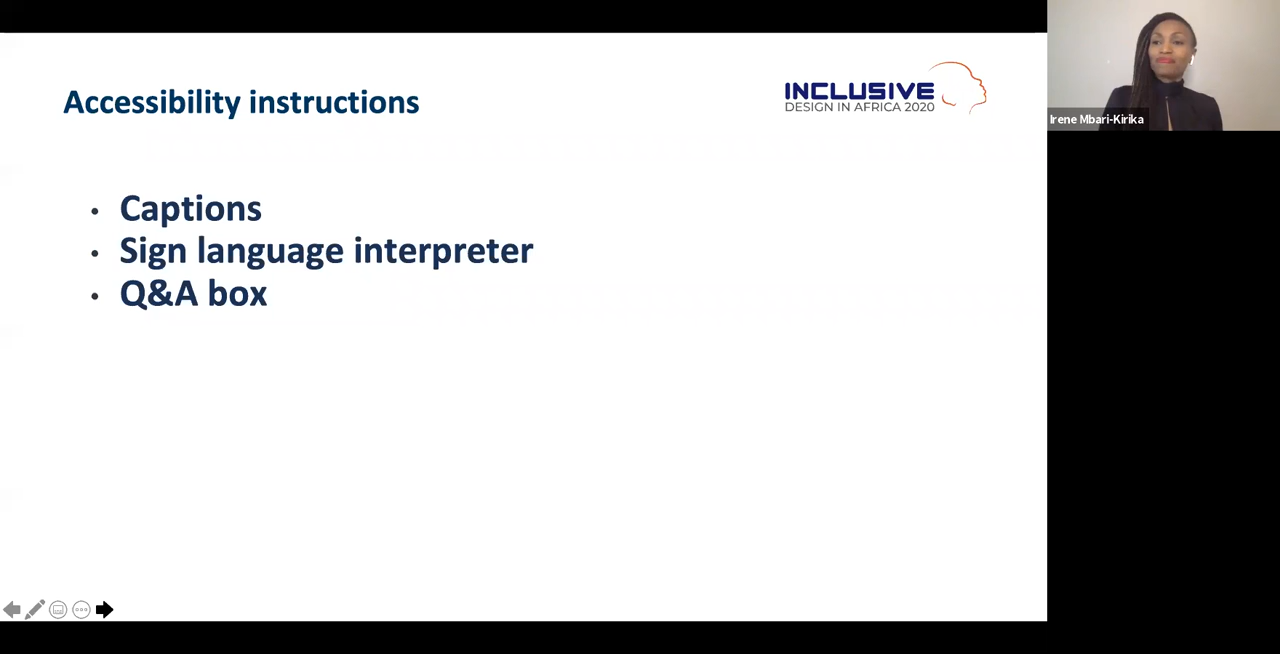 Accessibility instructions
INCLUSIVE
DESIGN IN AFRICA 2020
Irene Mbari-Kirika
• Captions
• Sign language interpreter
• Q&A box